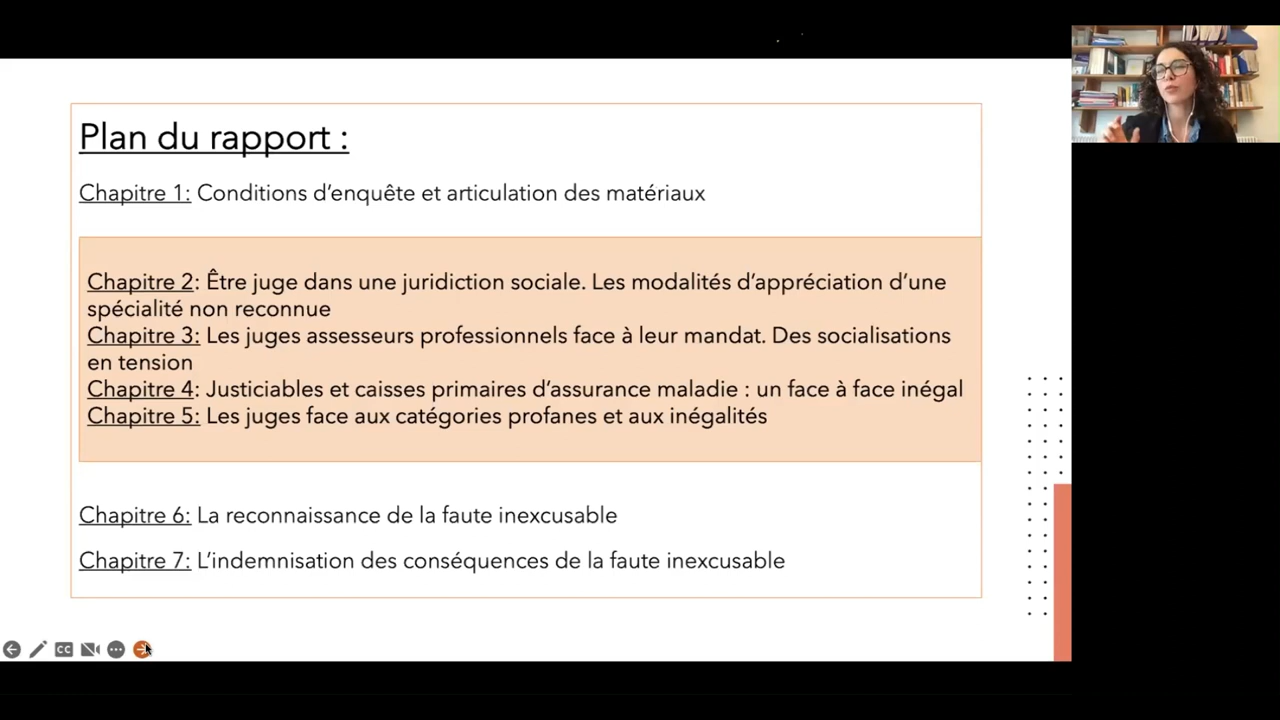 Plan du rapport :
Chapitre 1: Conditions d’enquête et articulation des matériaux
Chapitre 2: Être juge dans une juridiction sociale. Les modalités d’appréciation d’une
spécialité non reconnue
Chapitre 3: Les juges assesseurs professionnels face à leur mandat. Des socialisations
en tension
Chapitre 4: Justiciables et caisses primaires d’assurance maladie : un face à face inégal
Chapitre 5: Les juges face aux catégories profanes et aux inégalités
Chapitre 6: La reconnaissance de la faute inexcusable
Chapitre 7: L’indemnisation des conséquences de la faute inexcusable
CC